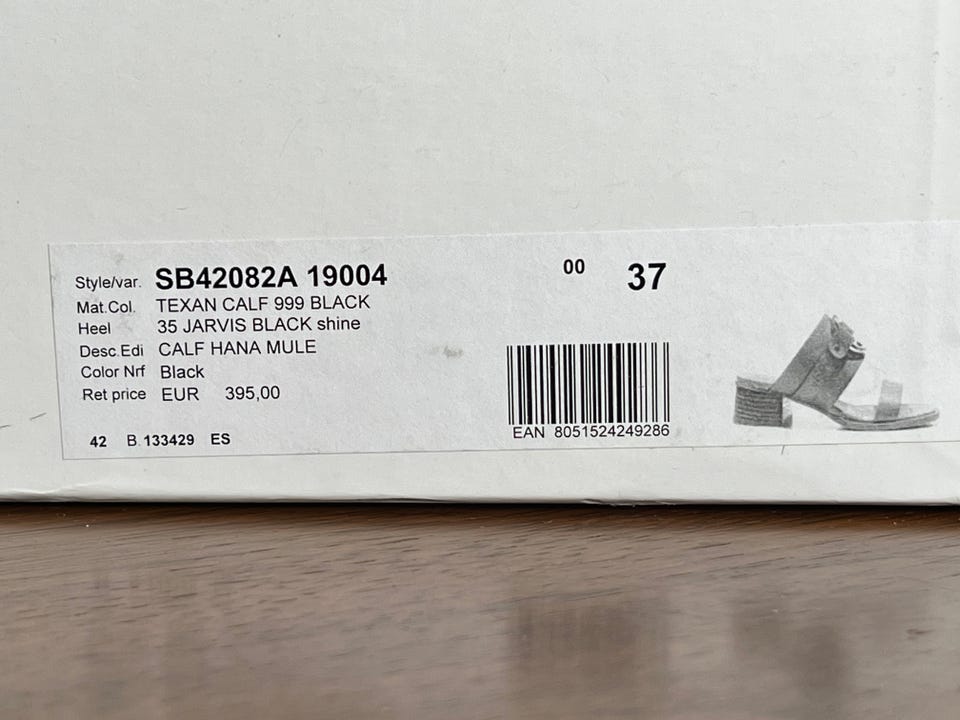 Style/var. SB42082A 19004 00 37
Mat.Col. TEXAN CALF 999 BLACK
Heel 35 JARVIS BLACK shine
Desc.Edi CALF HANA MULE
Color Nrf Black
Ret price EUR 395,00
EAN 8051524249286
42 B. 133429 ES